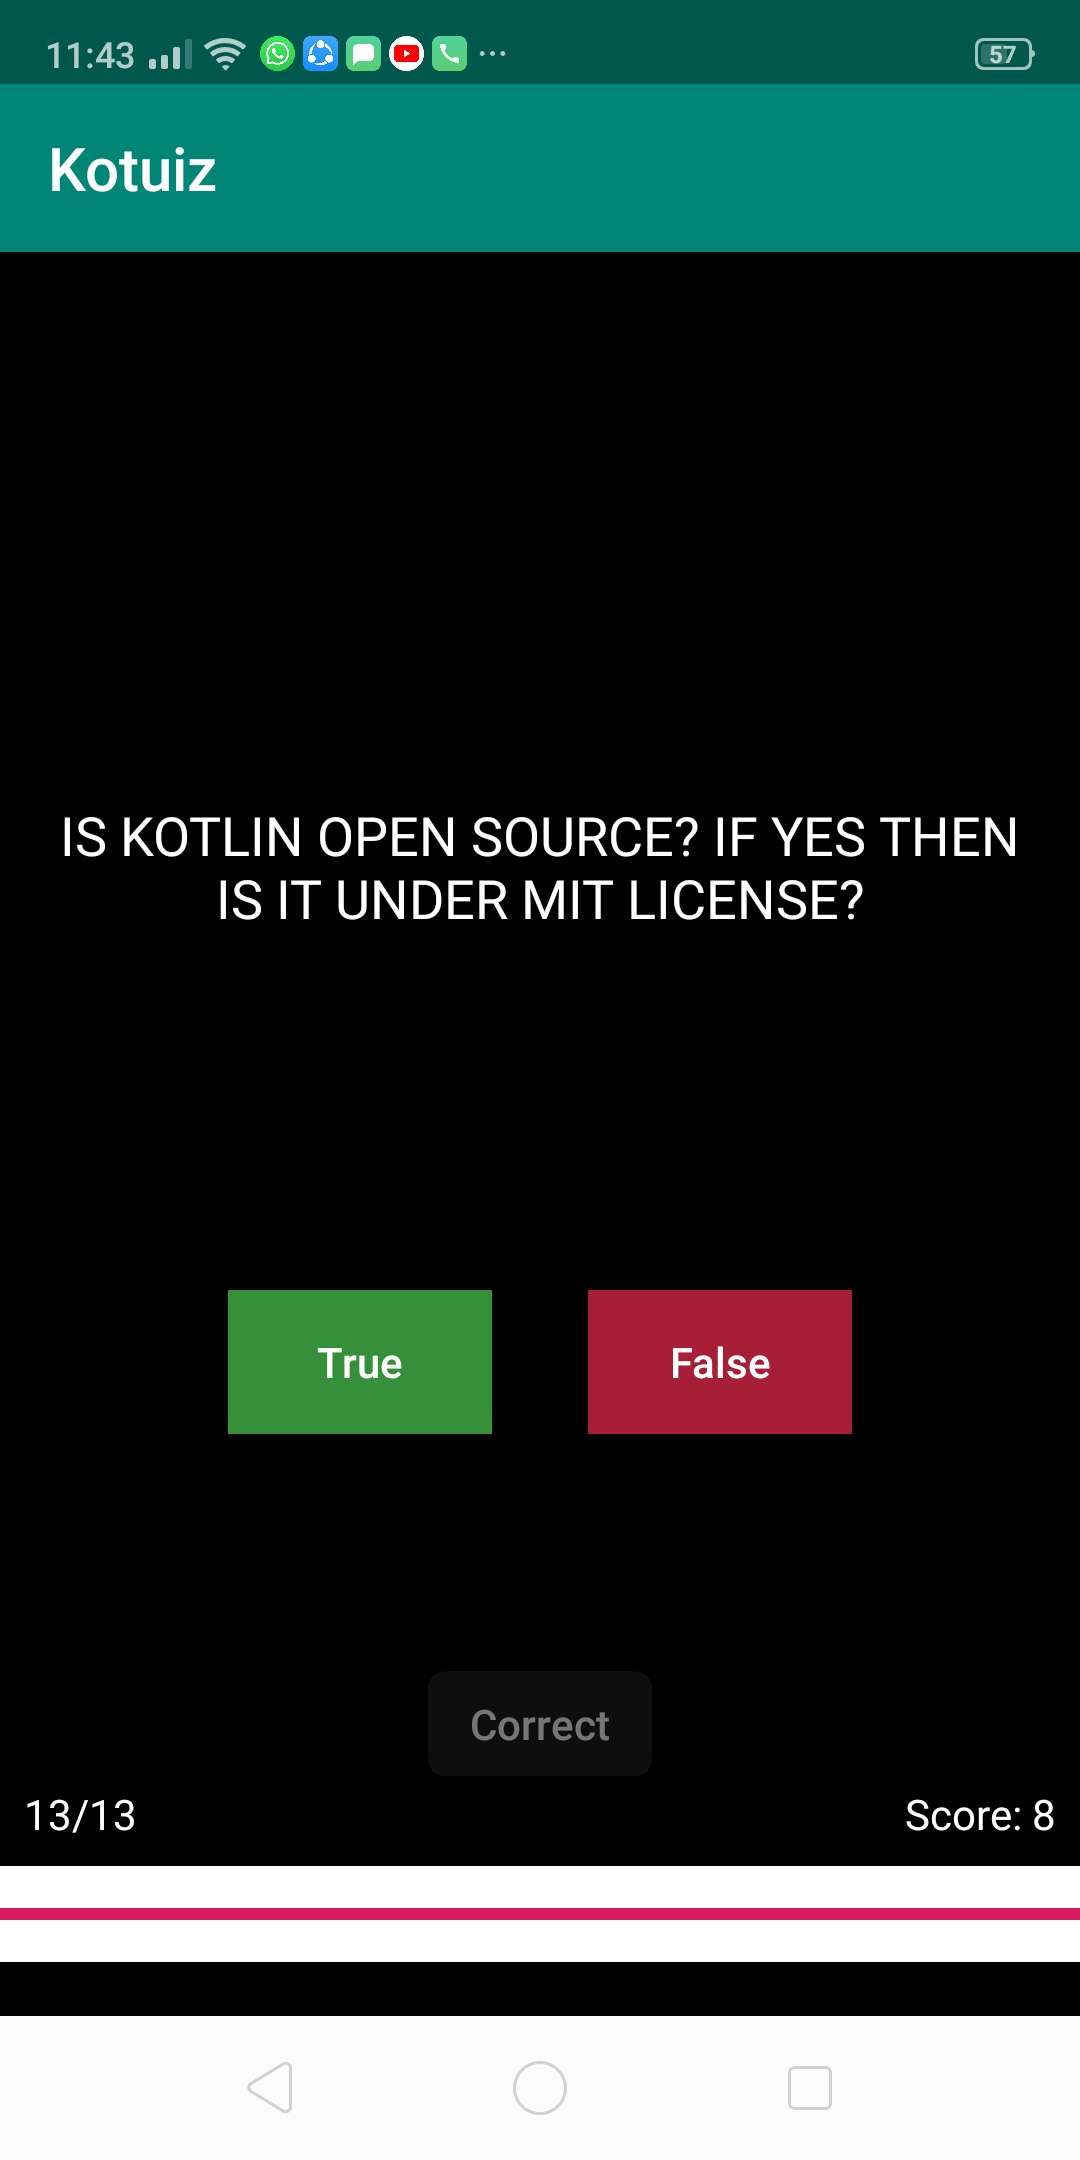 11:43 57
Kotuiz
IS KOTLIN OPEN SOURCE? IF YES THEN
IS IT UNDER MIT LICENSE?
True False
Correct
13/13 Score: 8